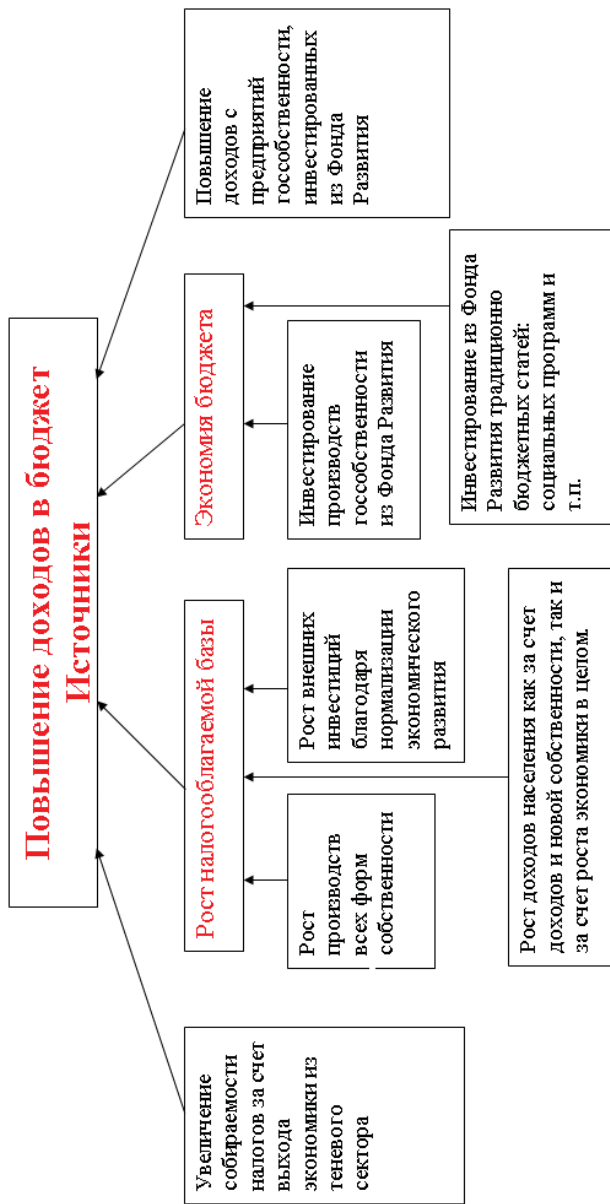 Повышение доходов в бюджет
Источники
Увеличение
собираемости
налогов за счет
выхода
экономики из
теневого
сектора
Рост налогооблагаемой базы
Рост
производств
всех форм
собственности
Рост внешних
инвестиций
благодаря
нормализации
экономического
развития
Рост доходов населения как за счет
доходов и новой собственности, так и
за счет роста экономики в целом.
Экономия бюджета
Инвестирование
производств
госсобственности
из Фонда Развития
Инвестирование из Фонда
Развития традиционно
бюджетных статей:
социальных программ и
т.п.
Повышение
доходов с
предприятий
госсобственности,
инвестированных
из Фонда
Развития